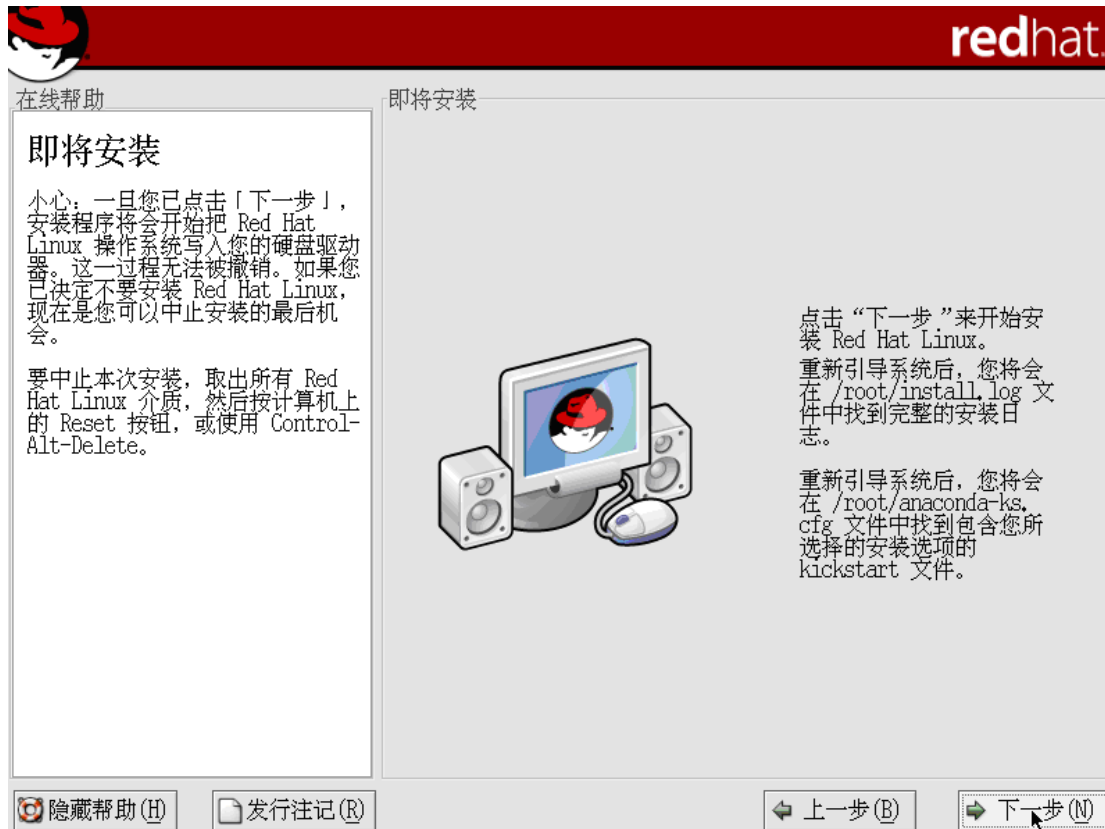 redhat.
在线帮助
即将安装
小心：一旦您已点击「下一步」，
安装程序将会开始把 Red Hat
Linux 操作系统写入您的硬盘驱动
器。这一过程无法被撤销。如果您
已决定不要安装 Red Hat Linux，
现在是您可以中止安装的最后机
会。
要中止本次安装，取出所有 Red
Hat Linux 介质，然后按计算机上
的 Reset 按钮，或使用 Control-
Alt-Delete。
即将安装
点击“下一步”来开始安
装 Red Hat Linux。
重新引导系统后，您将会
在 /root/install.log 文
件中找到完整的安装日
志。
重新引导系统后，您将会
在 /root/anaconda-ks.
cfg 文件中找到包含您所
选择的安装选项的
kickstart 文件。
隐藏帮助(H)
发行注记(R)
上一步(B)
下一步(N)